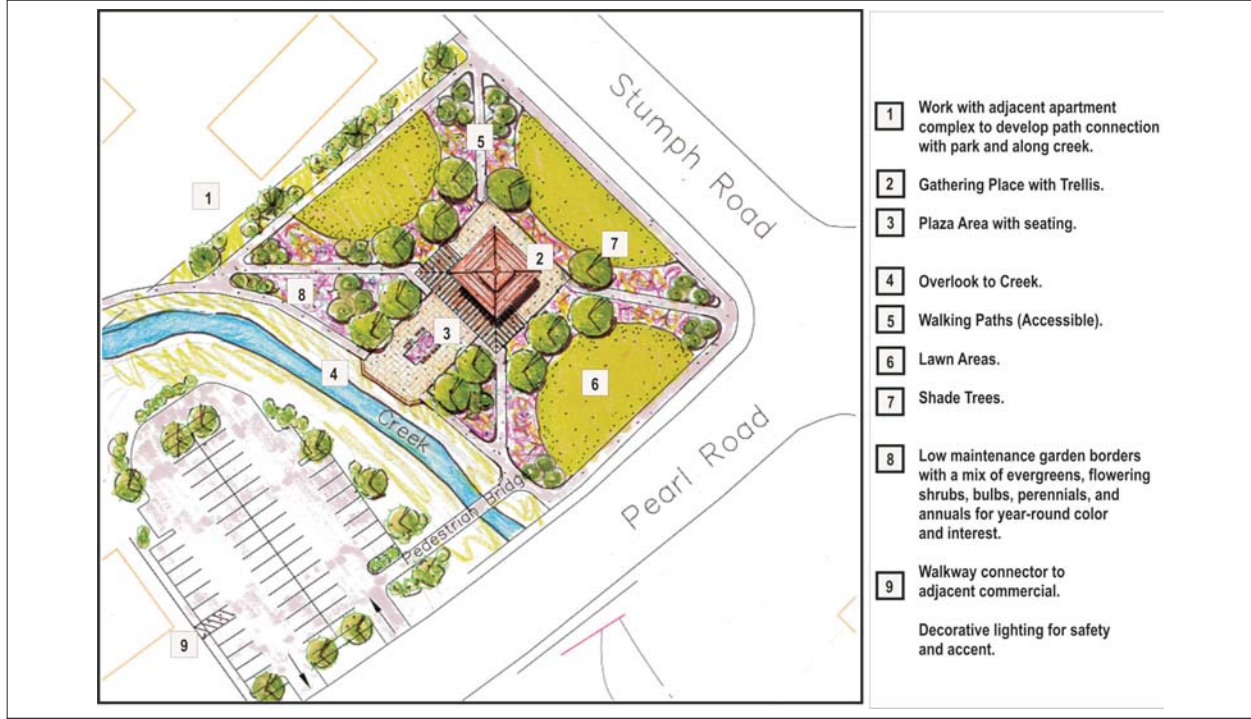 Stumph Road
5
1
7
2
8
3
4
6
Creek
Pearl Road
Pedestrian Bridge
9
1 Work with adjacent apartment
complex to develop path connection
with park and along creek.
2 Gathering Place with Trellis.
3 Plaza Area with seating.
4 Overlook to Creek.
5 Walking Paths (Accessible).
6 Lawn Areas.
7 Shade Trees.
8 Low maintenance garden borders
with a mix of evergreens, flowering
shrubs, bulbs, perennials, and
annuals for year-round color
and interest.
9 Walkway connector to
adjacent commercial.
Decorative lighting for safety
and accent.